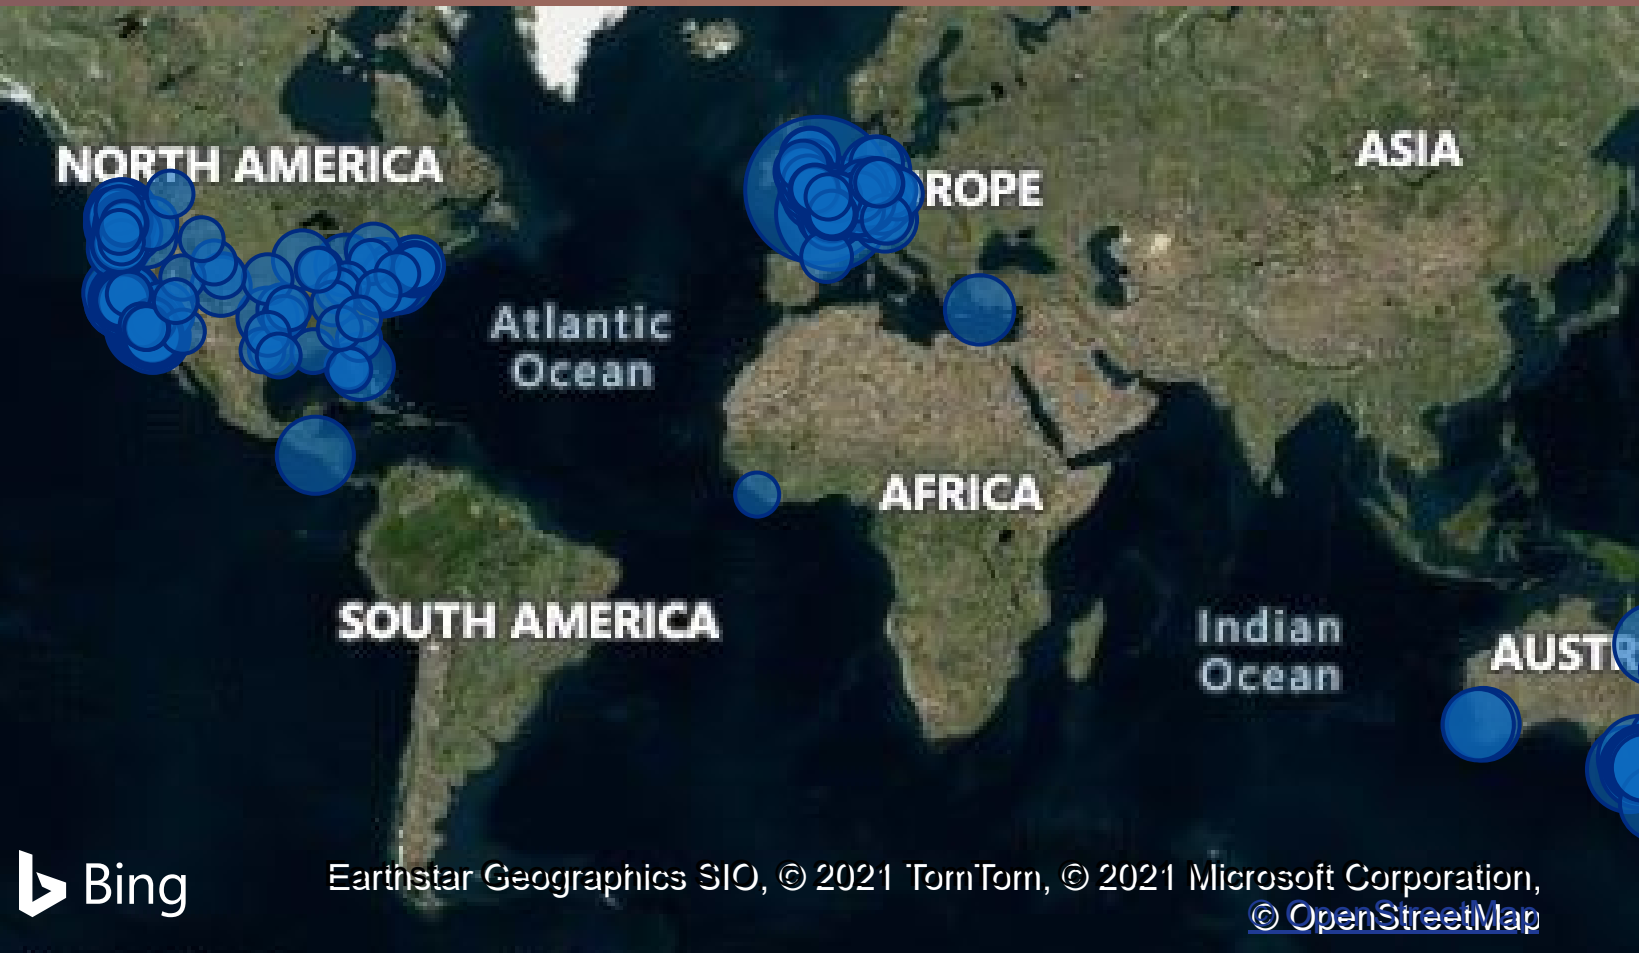 NORTH AMERICA
ASIA
ROPE
Atlantic
Ocean
AFRICA
SOUTH AMERICA
Indian
Ocean
AUSTR
Bing
Earthstar Geographics SIO, © 2021 TomTom, © 2021 Microsoft Corporation,
© OpenStreetMap